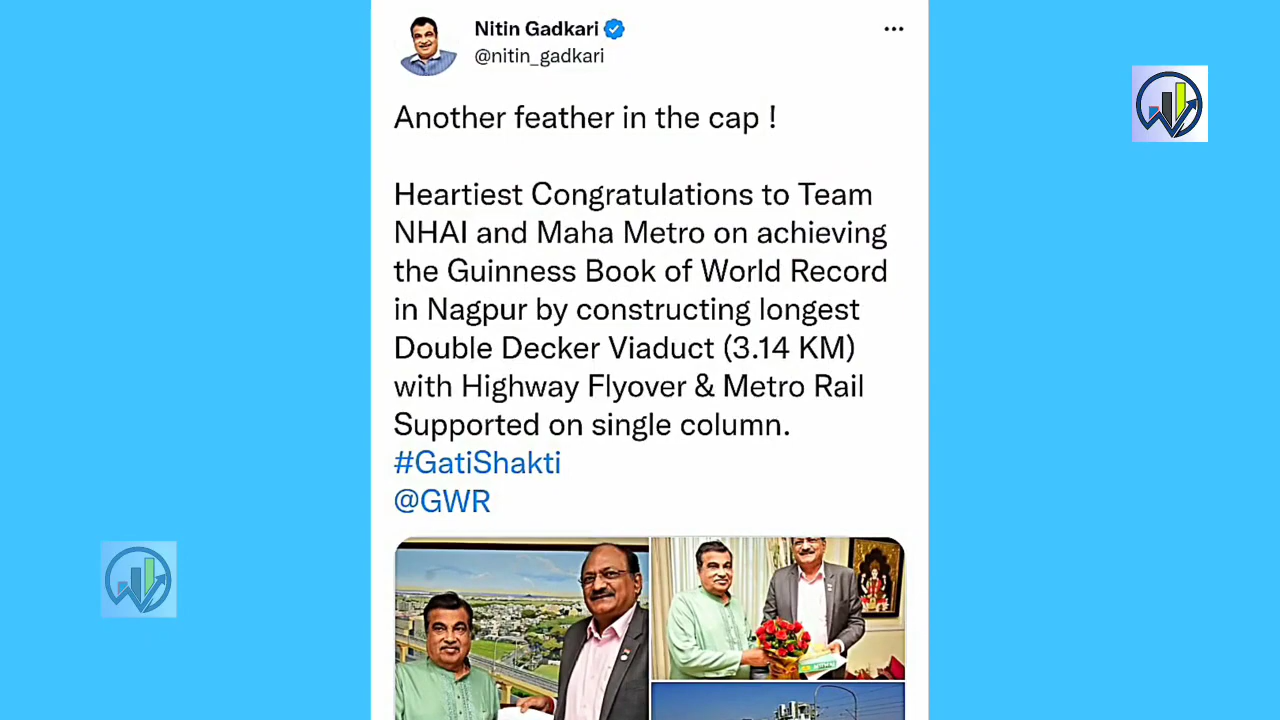 Nitin Gadkari
@nitin_gadkari
Another feather in the cap !
Heartiest Congratulations to Team
NHAI and Maha Metro on achieving
the Guinness Book of World Record
in Nagpur by constructing longest
Double Decker Viaduct (3.14 KM)
with Highway Flyover & Metro Rail
Supported on single column.
#GatiShakti
@GWR